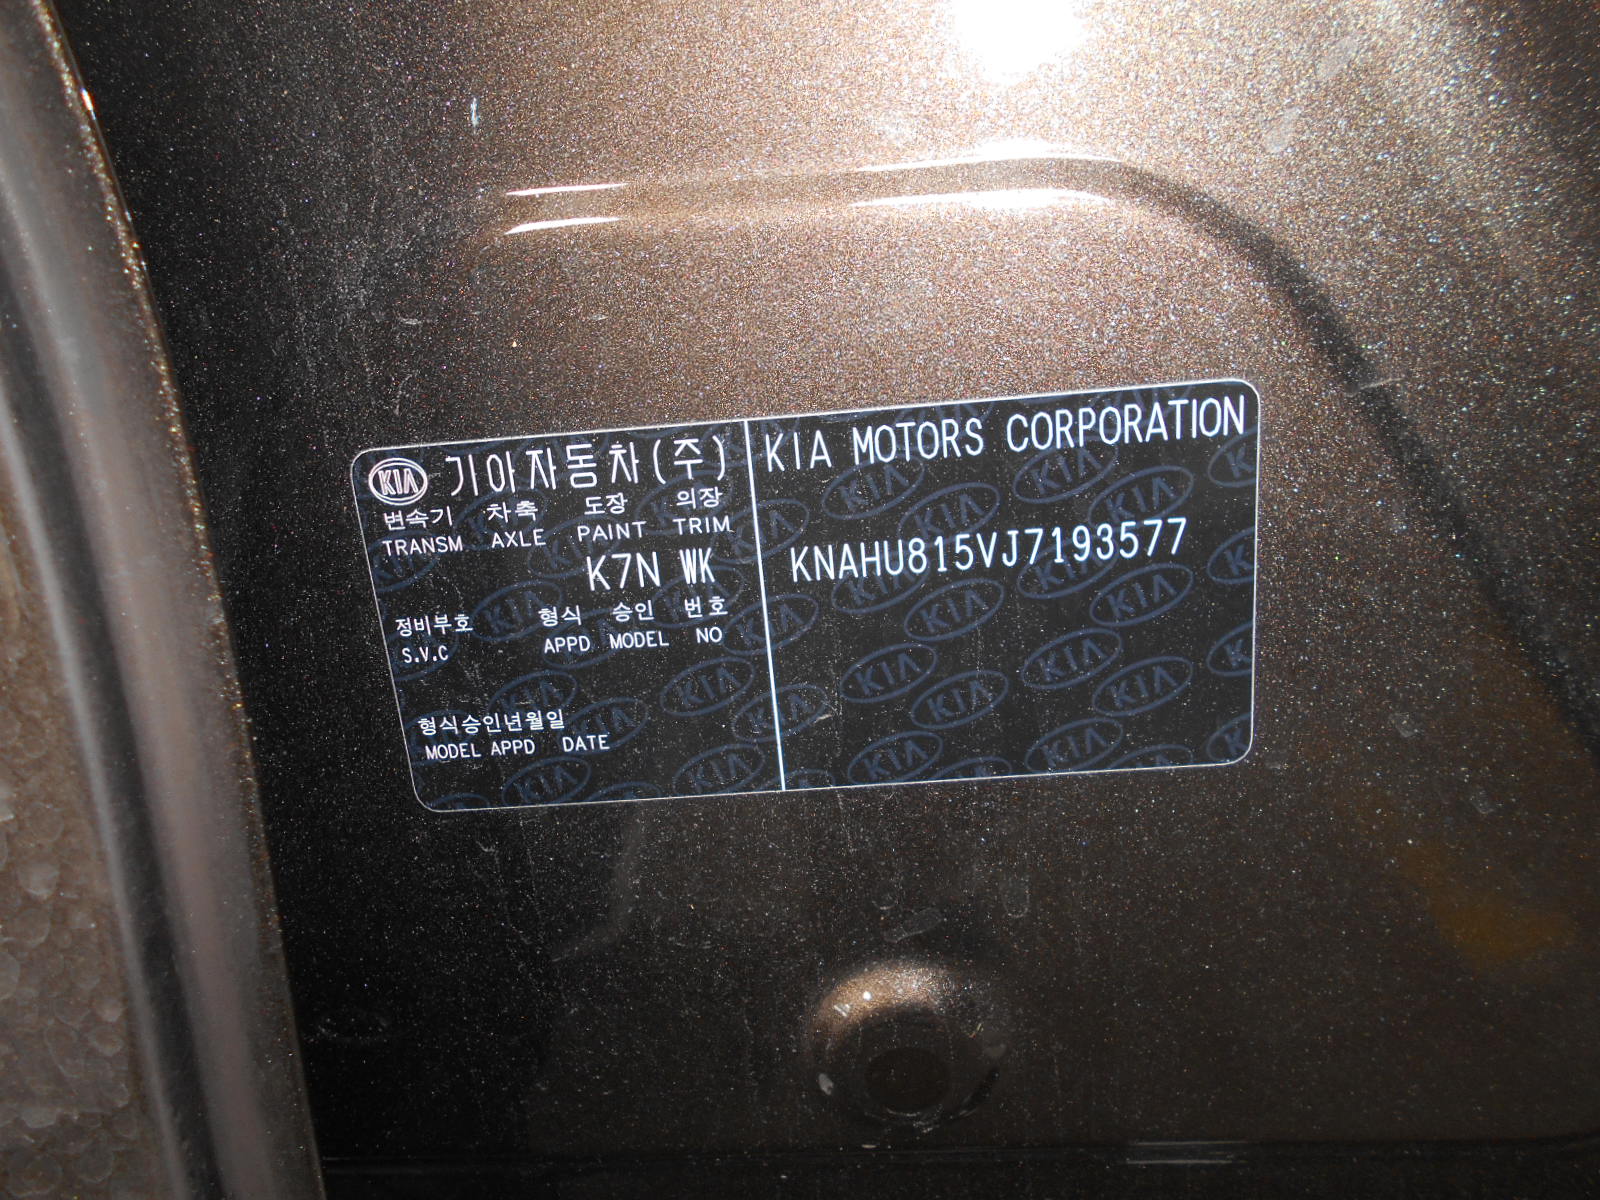 KIA 기아자동차(주)
변속기 차축 도장 의장
TRANSM AXLE PAINT TRIM
K7N WK
정비부호 형식 승인 번호
S.V.C APPD MODEL NO
형식승인년월일
MODEL APPD DATE
KIA MOTORS CORPORATION
KNAHU815VJ7193577